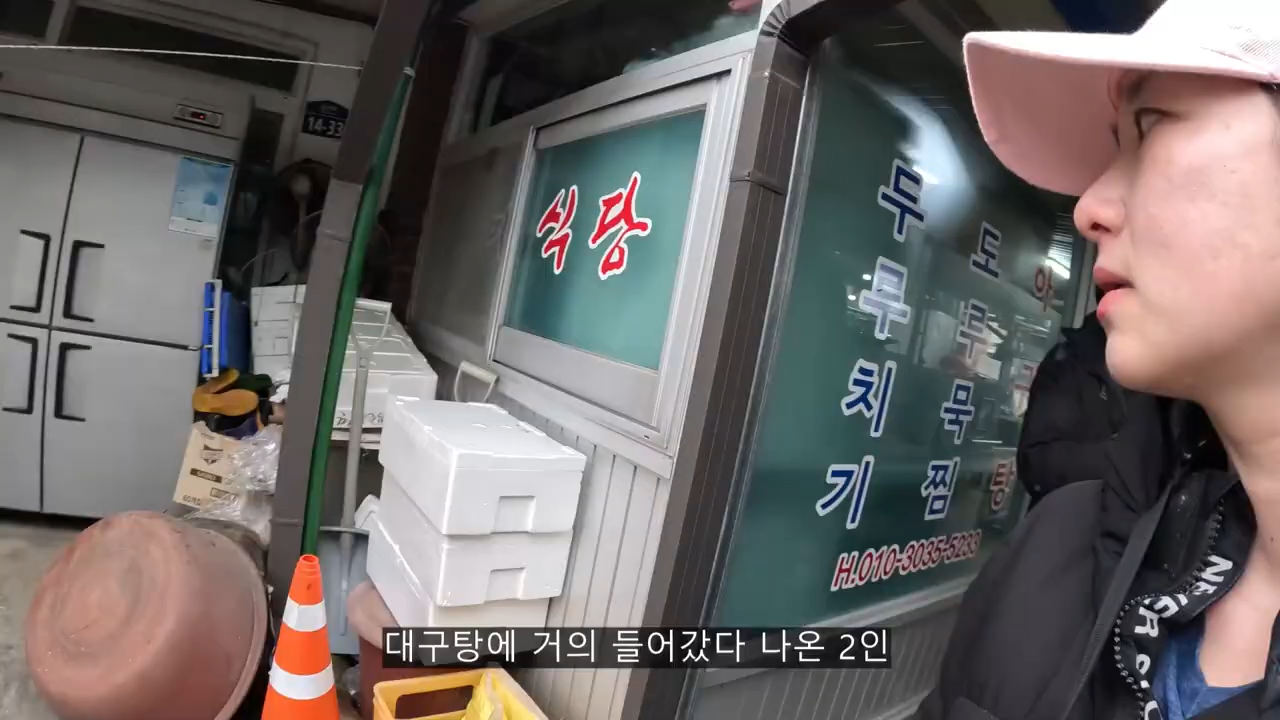 14-33
식당
두루치기
도루묵찜
H.010-3035-5233
NEVER
대구탕에 거의 들어갔다 나온 2인